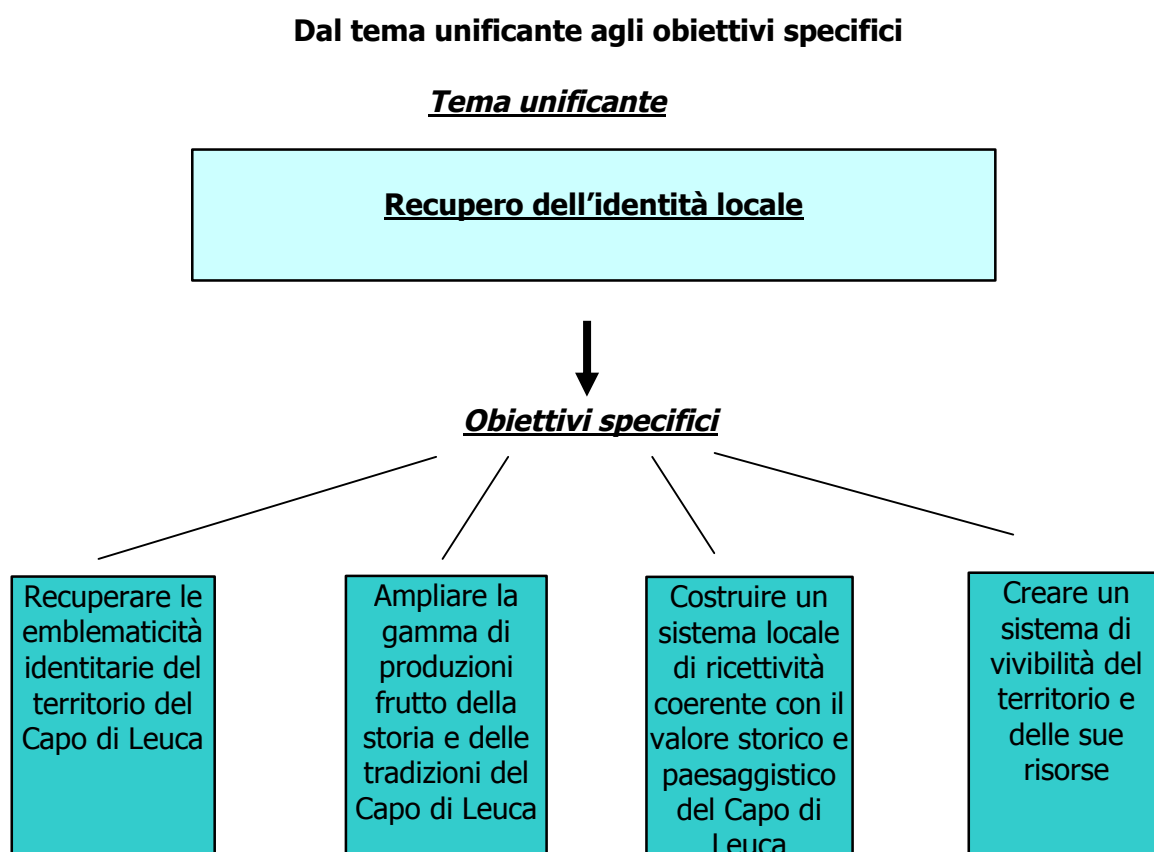 Dal tema unificante agli obiettivi specifici
Tema unificante
Recupero dell’identità locale
Obiettivi specifici
Recuperare le
emblematicità
identitarie del
territorio del
Capo di Leuca
Ampliare la
gamma di
produzioni
frutto della
storia e delle
tradizioni del
Capo di Leuca
Costruire un
sistema locale
di ricettività
coerente con il
valore storico e
paesaggistico
del Capo di
Leuca
Creare un
sistema di
vivibilità del
territorio e
delle sue
risorse